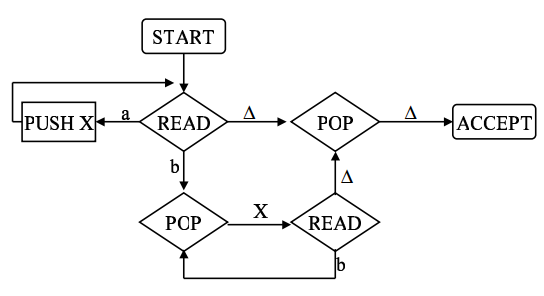 START
PUSH X
a
READ
Δ
POP
Δ
ACCEPT
b
Δ
POP
X
READ
b